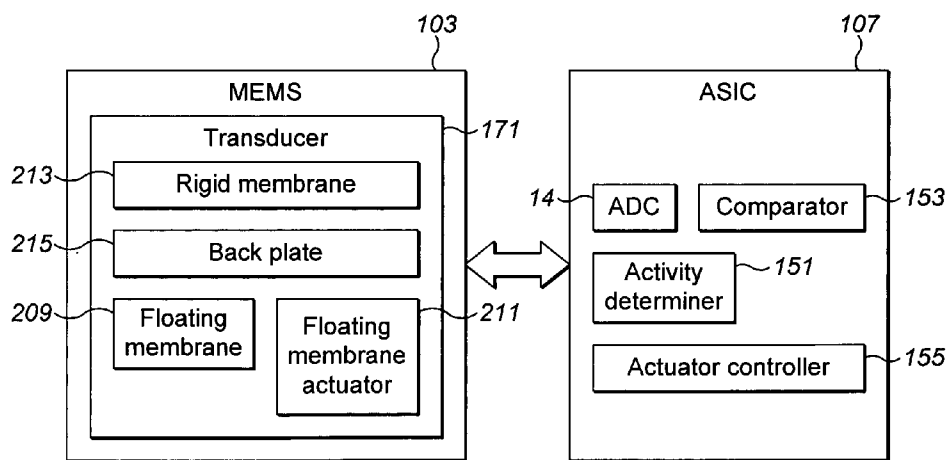 103
107
MEMS
ASIC
Transducer
171
213
Rigid membrane
14
ADC
Comparator
153
215
Back plate
Activity
determiner
151
209
Floating
membrane
Floating
membrane
actuator
211
Actuator controller
155